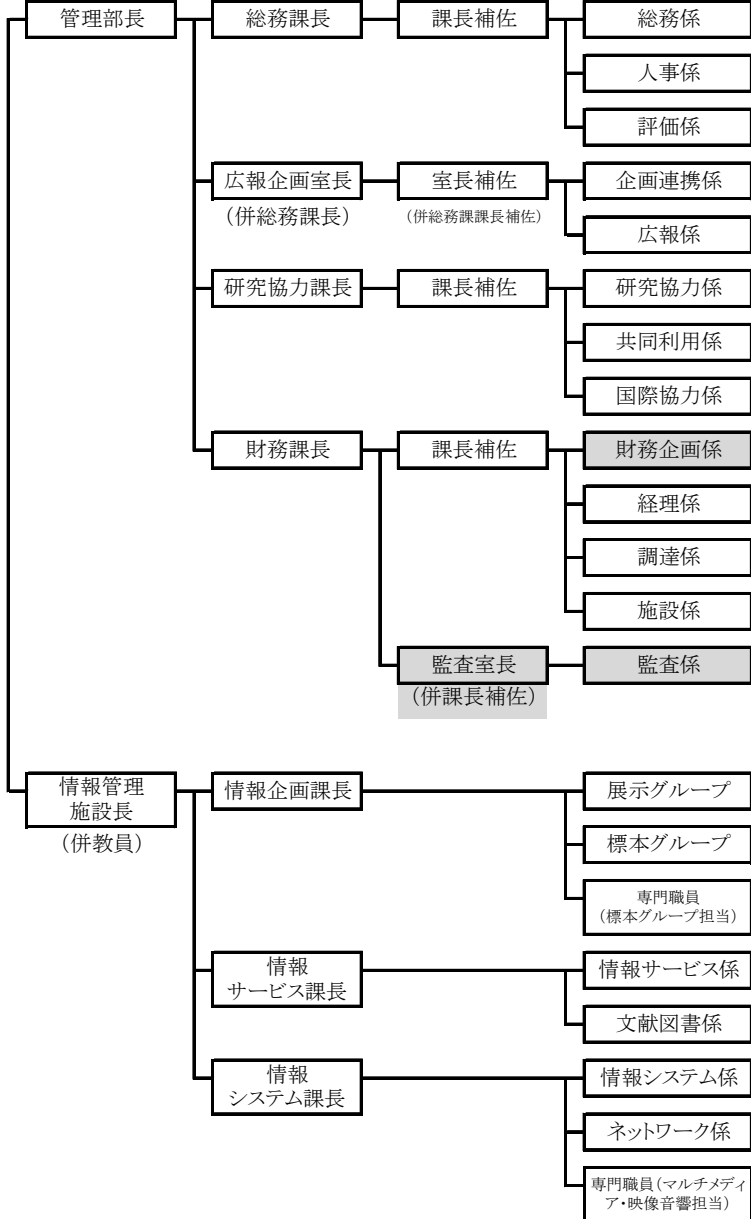 管理部長
総務課長
課長補佐
総務係
人事係
評価係
広報企画室長
(併総務課長)
室長補佐
(併総務課課長補佐)
企画連携係
広報係
研究協力課長
課長補佐
研究協力係
共同利用係
国際協力係
財務課長
課長補佐
財務企画係
経理係
調達係
施設係
監査室長
(併課長補佐)
監査係
情報管理
施設長
(併教員)
情報企画課長
展示グループ
標本グループ
専門職員
(標本グループ担当)
情報
サービス課長
情報サービス係
文献図書係
情報
システム課長
情報システム係
ネットワーク係
専門職員(マルチメディ
ア・映像音響担当)